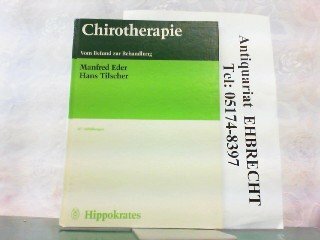 Chirotherapie
Vom Befund zur Behandlung
Manfred Eder
Hans Tilscher
Hippokrates
Antiquariat EHBRECHT
Tel: 05174-8397